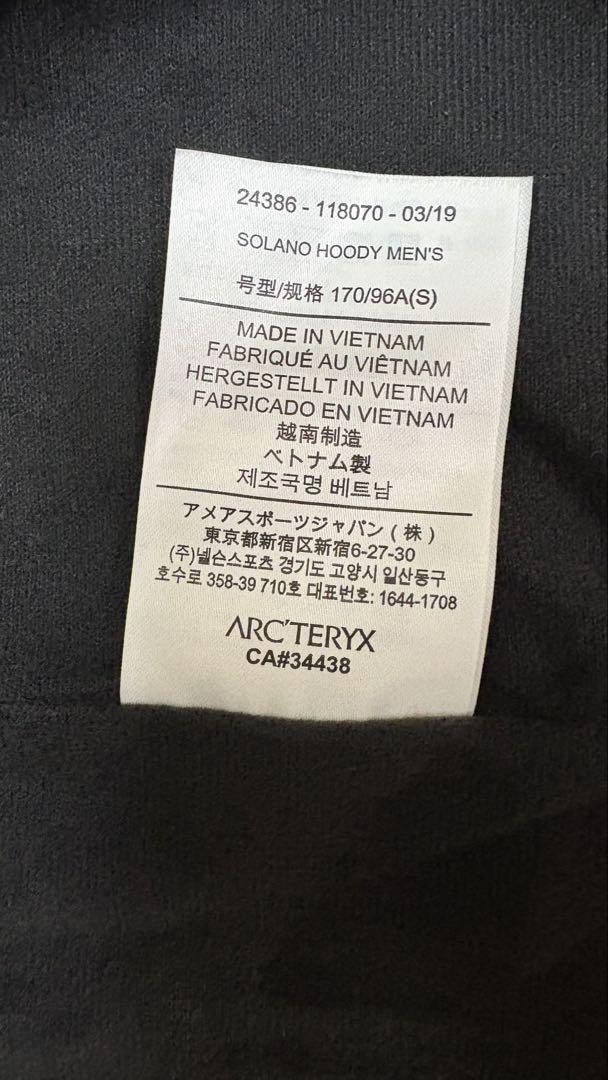 24386 - 118070 - 03/19
SOLANO HOODY MEN'S
号型/规格 170/96A(S)
MADE IN VIETNAM
FABRIQUÉ AU VIÊTNAM
HERGESTELLT IN VIETNAM
FABRICADO EN VIETNAM
越南制造
ベトナム製
제조국명 베트남
アメアスポーツジャパン ( 株 )
東京都新宿区新宿6-27-30
(주)넬슨스포츠 경기도 고양시 일산동구
호수로 358-39 710호 대표번호: 1644-1708
ARC'TERYX
CA#34438